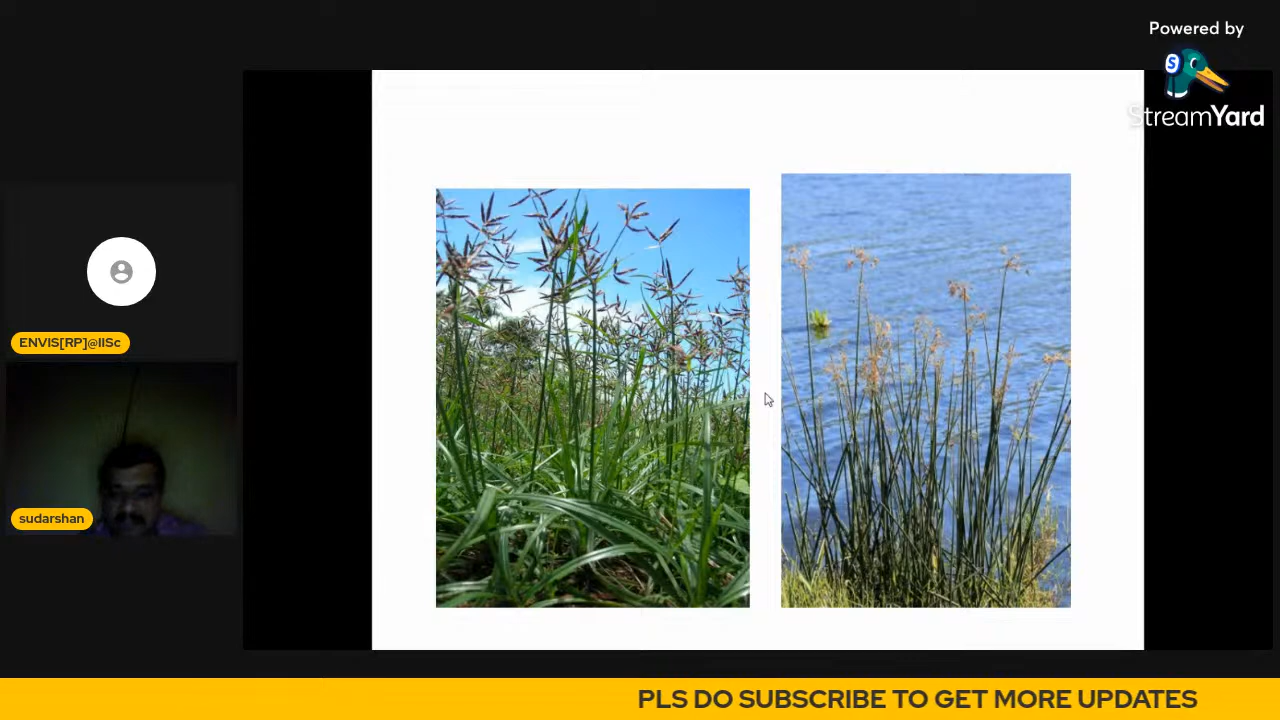 Powered by
StreamYard
ENVIS[RP]@IISc
sudarshan
PLS DO SUBSCRIBE TO GET MORE UPDATES